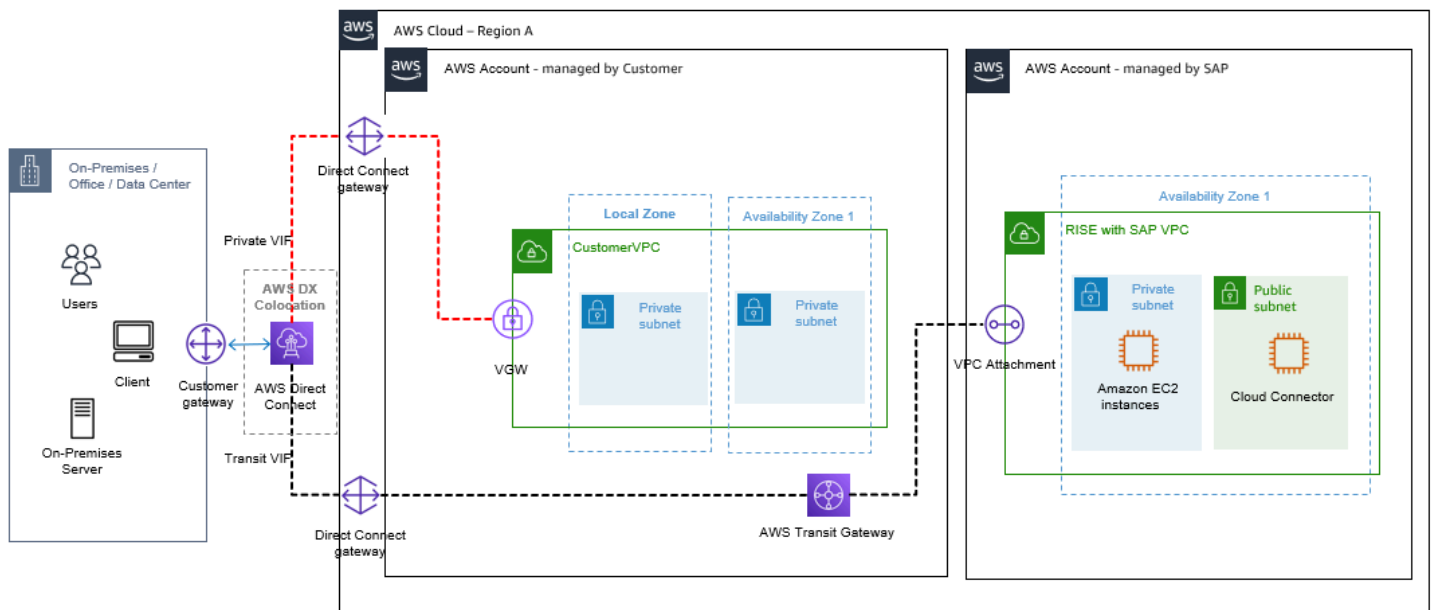 aws
AWS Cloud – Region A
aws
AWS Account - managed by Customer
aws
AWS Account - managed by SAP
On-Premises /
Office / Data Center
Direct Connect
gateway
Private VIF
Local Zone
Availability Zone 1
Availability Zone 1
CustomerVPC
RISE with SAP VPC
Users
AWS DX
Colocation
Private
subnet
Private
subnet
Private
subnet
Public
subnet
Client
Customer
gateway
AWS Direct
Connect
VGW
VPC Attachment
Amazon EC2
instances
Cloud Connector
On-Premises
Server
Transit VIF
Direct Connect
gateway
AWS Transit Gateway